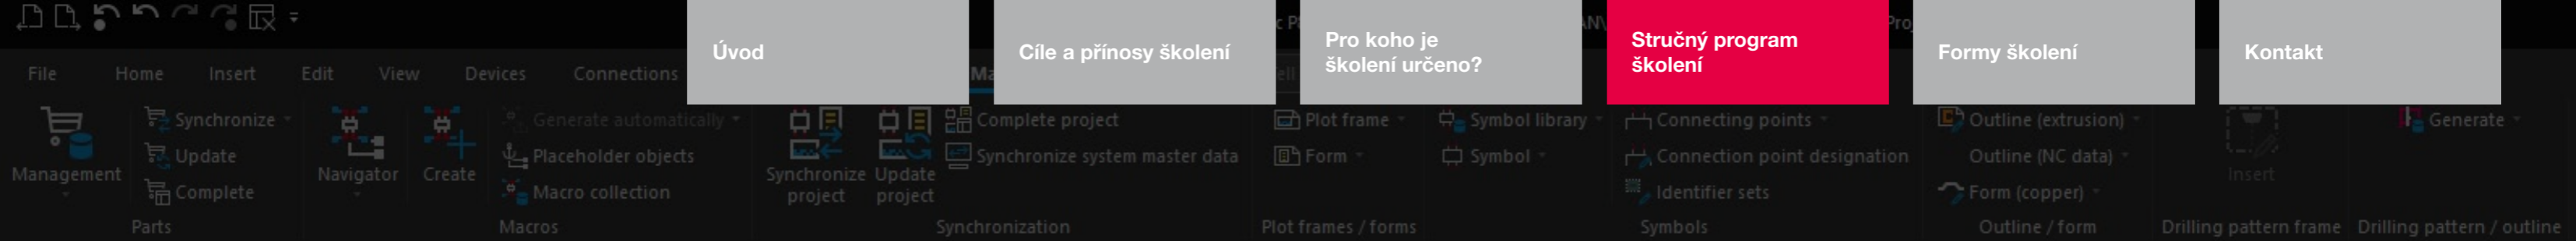 Úvod
Cíle a přínosy školení
Pro koho je
školení určeno?
Stručný program
školení
Formy školení
Kontakt
File
Home
Insert
Edit
View
Devices
Connections
Management
Synchronize
Update
Complete
Parts
Navigator
Create
Generate automatically
Placeholder objects
Macro collection
Macros
Synchronize
project
Update
project
Complete project
Synchronize system master data
Synchronization
Plot frame
Form
Plot frames / forms
Symbol library
Symbol
Connecting points
Connection point designation
Identifier sets
Symbols
Outline (extrusion)
Outline (NC data)
Form (copper)
Outline / form
Insert
Drilling pattern frame
Generate
Drilling pattern / outline